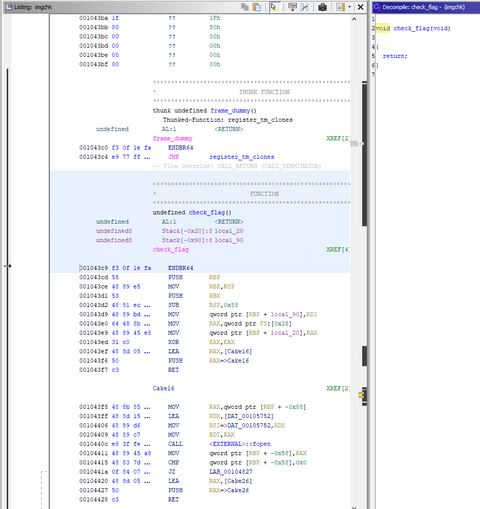 Listing: imgchk
Decompile: check_flag - (imgchk)
001043ba 1f ?? 1Fh
001043bb 80 ?? 80h
001043bc 00 ?? 00h
001043bd 00 ?? 00h
001043be 00 ?? 00h
001043bf 00 ?? 00h
* THUNK FUNCTION
thunk undefined frame_dummy()
Thunked-Function: register_tm_clones
undefined AL:1 <RETURN>
frame_dummy XREF[2]
001043c0 f3 0f 1e fa ENDBR64
001043c4 e9 77 ff ... JMP register_tm_clones
-- Flow Override: CALL_RETURN (CALL_TERMINATOR)
* FUNCTION
undefined check_flag()
undefined AL:1 <RETURN>
undefined8 Stack[-0x20]:8 local_20
undefined8 Stack[-0x90]:8 local_90
check_flag XREF[4]
001043c9 f3 0f 1e fa ENDBR64
001043cd 55 PUSH RBP
001043ce 48 89 e5 MOV RBP,RSP
001043d1 53 PUSH RBX
001043d2 48 81 ec ... SUB RSP,0x88
001043d9 48 89 bd ... MOV qword ptr [RBP + local_90],RDI
001043e0 64 48 8b ... MOV RAX,qword ptr FS:[0x28]
001043e9 48 89 45 e8 MOV qword ptr [RBP + local_20],RAX
001043ed 31 c0 XOR EAX,EAX
001043ef 48 8d 05 ... LEA RAX,[Cake16]
001043f6 50 PUSH RAX=>Cake16
001043f7 c3 RET
Cake16 XREF[2]
001043f8 48 8b 85 ... MOV RAX,qword ptr [RBP + -0x88]
001043ff 48 8d 15 ... LEA RDX,[DAT_00105752]
00104406 48 89 d6 MOV RSI=>DAT_00105752,RDX
00104409 48 89 c7 MOV RDI,RAX
0010440c e8 3f fe ... CALL <EXTERNAL>::fopen
00104411 48 89 45 a8 MOV qword ptr [RBP + -0x58],RAX
00104415 48 83 7d ... CMP qword ptr [RBP + -0x58],0x0
0010441a 0f 84 07 ... JZ LAB_00104827
00104420 48 8d 05 ... LEA RAX,[Cake26]
00104427 50 PUSH RAX=>Cake26
00104428 c3 RET
1
2 void check_flag(void)
3
4 {
5 return;
6 }
7